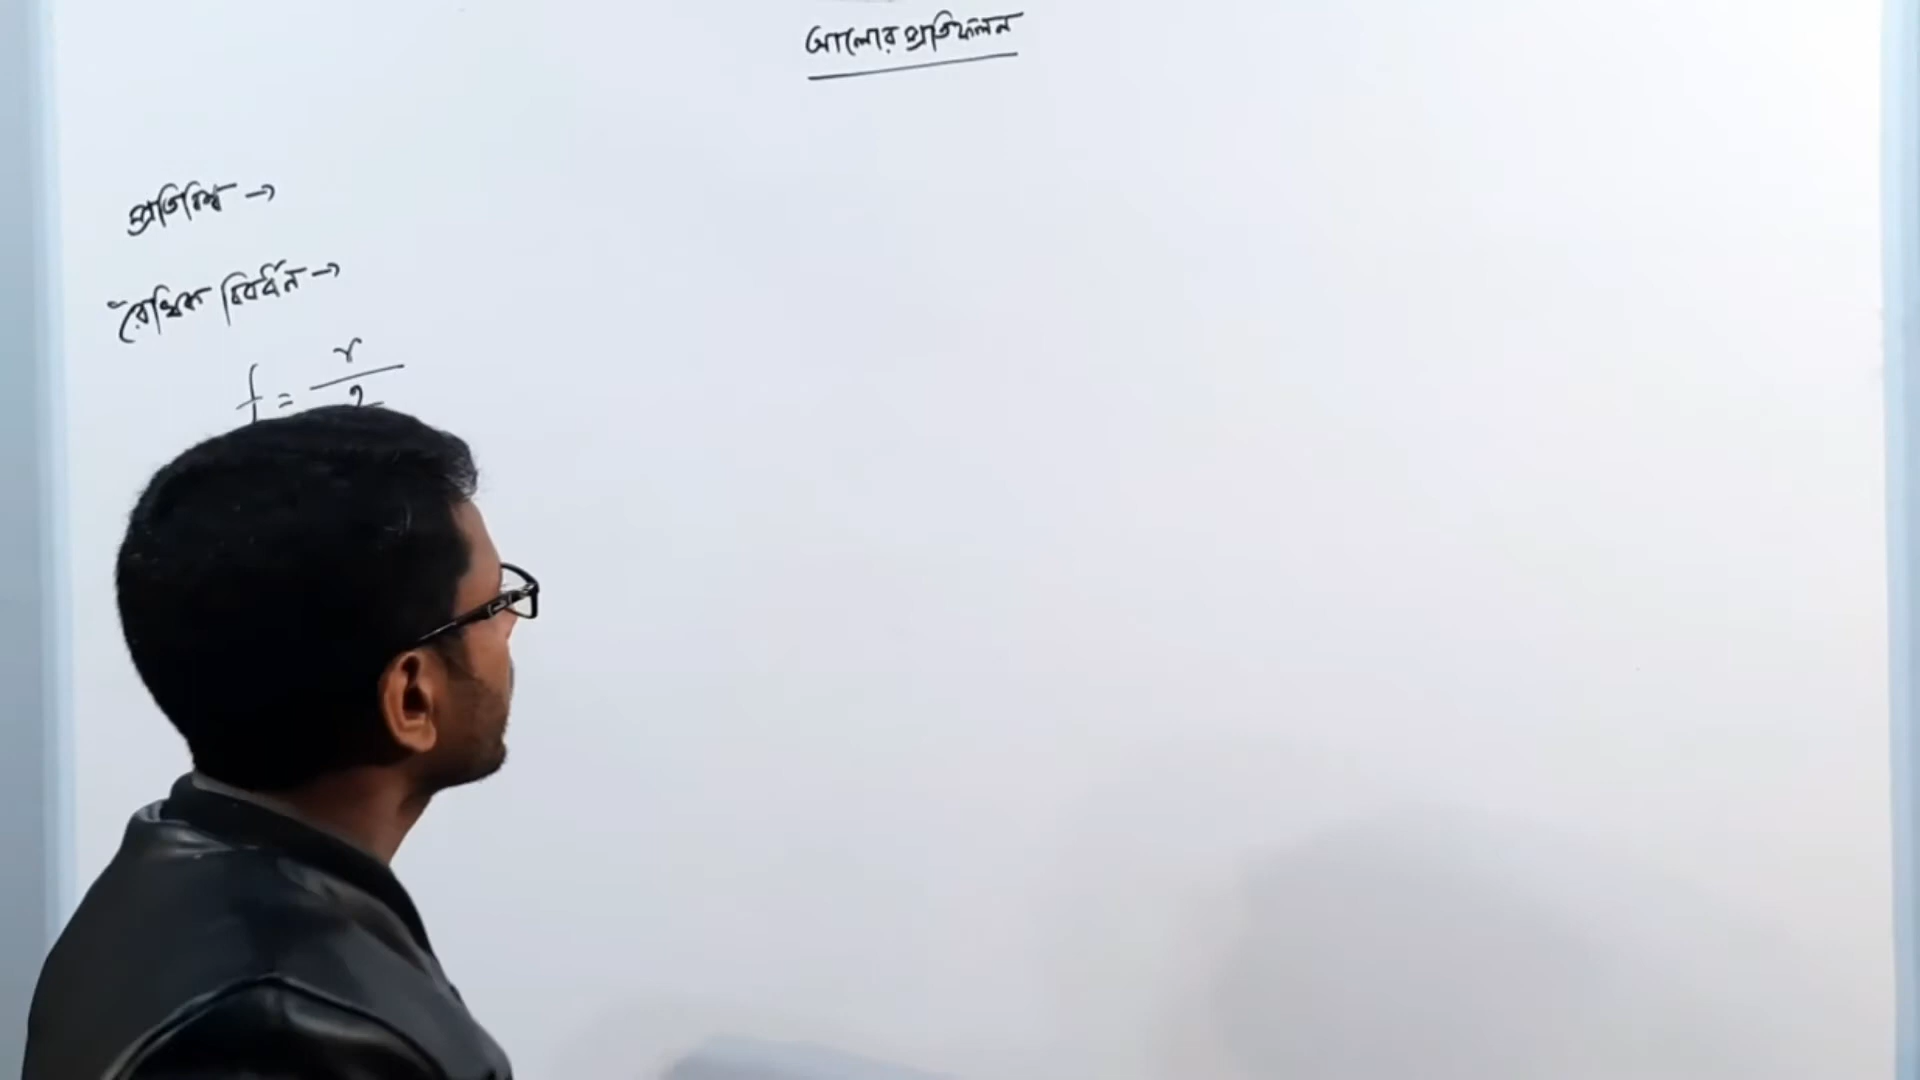 আলোর প্রতিফলন
প্রতিবিম্ব →
রৈখিক বিবর্ধন →
f = r/2